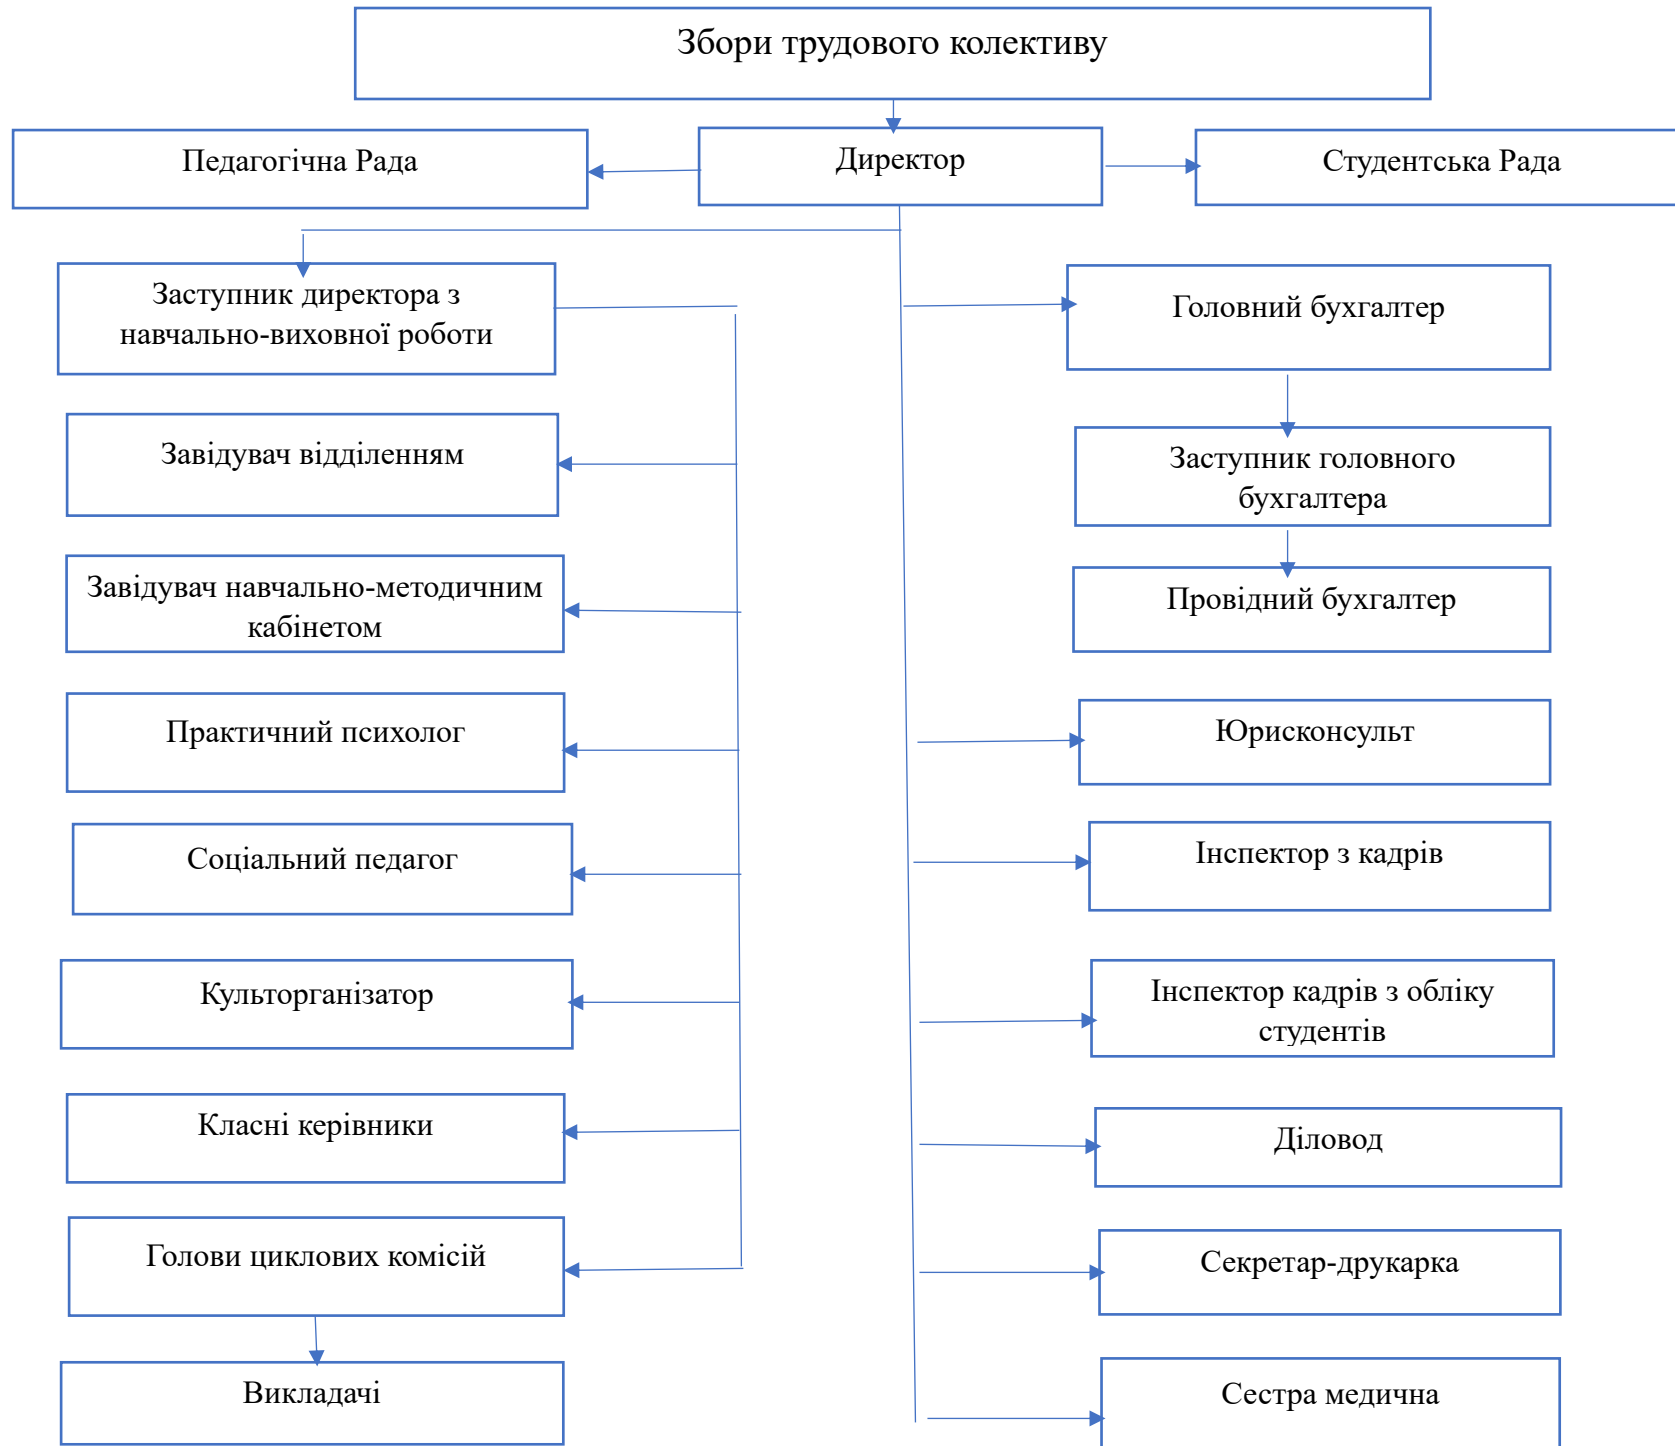 Збори трудового колективу
Педагогічна Рада
Директор
Студентська Рада
Заступник директора з
навчально-виховної роботи
Головний бухгалтер
Завідувач відділенням
Заступник головного
бухгалтера
Завідувач навчально-методичним
кабінетом
Провідний бухгалтер
Практичний психолог
Юрисконсульт
Соціальний педагог
Інспектор з кадрів
Культорганізатор
Інспектор кадрів з обліку
студентів
Класні керівники
Діловод
Голови циклових комісій
Секретар-друкарка
Викладачі
Сестра медична